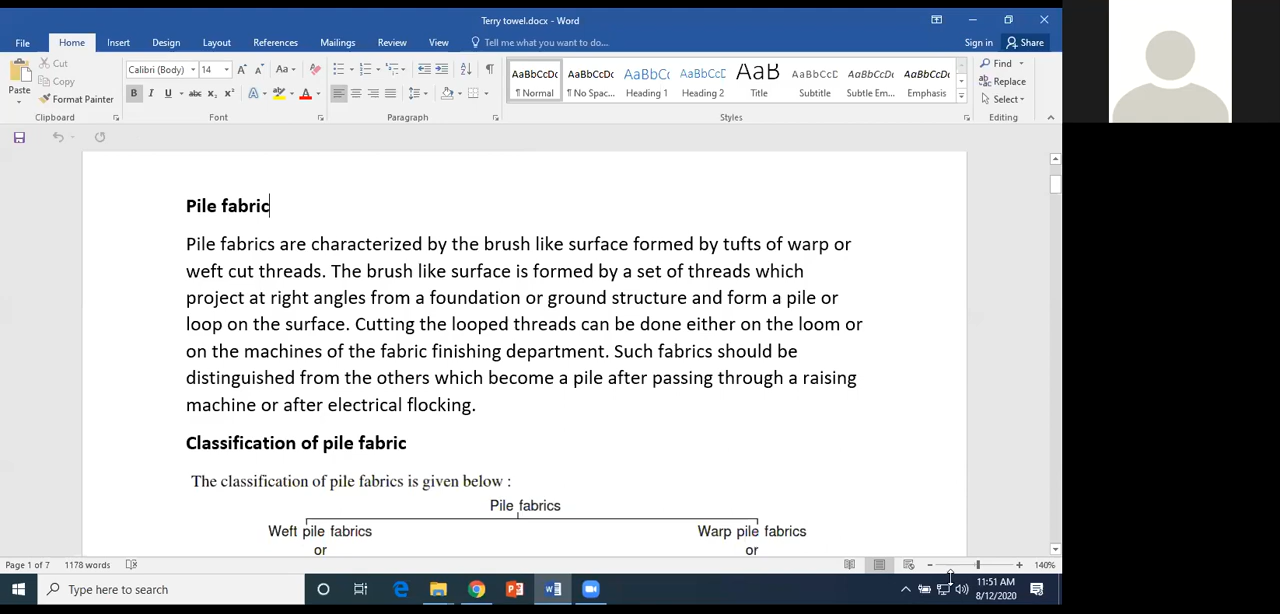 Terry towel.docx - Word
File Home Insert Design Layout References Mailings Review View Tell me what you want to do... Sign in Share
Paste Cut Copy Format Painter
Calibri (Body) 14
Find Replace Select
AaBbCcDc AaBbCcDc AaBbC AaBbCcD AaB AaBbCcD AaBbCcDc AaBbCcDc
¶ Normal ¶ No Spac... Heading 1 Heading 2 Title Subtitle Subtle Em... Emphasis
Clipboard Font Paragraph Styles Editing
Pile fabric
Pile fabrics are characterized by the brush like surface formed by tufts of warp or
weft cut threads. The brush like surface is formed by a set of threads which
project at right angles from a foundation or ground structure and form a pile or
loop on the surface. Cutting the looped threads can be done either on the loom or
on the machines of the fabric finishing department. Such fabrics should be
distinguished from the others which become a pile after passing through a raising
machine or after electrical flocking.
Classification of pile fabric
The classification of pile fabrics is given below :
Pile fabrics
Weft pile fabrics Warp pile fabrics
or or
Page 1 of 7 1178 words 140%
Type here to search
11:51 AM
8/12/2020